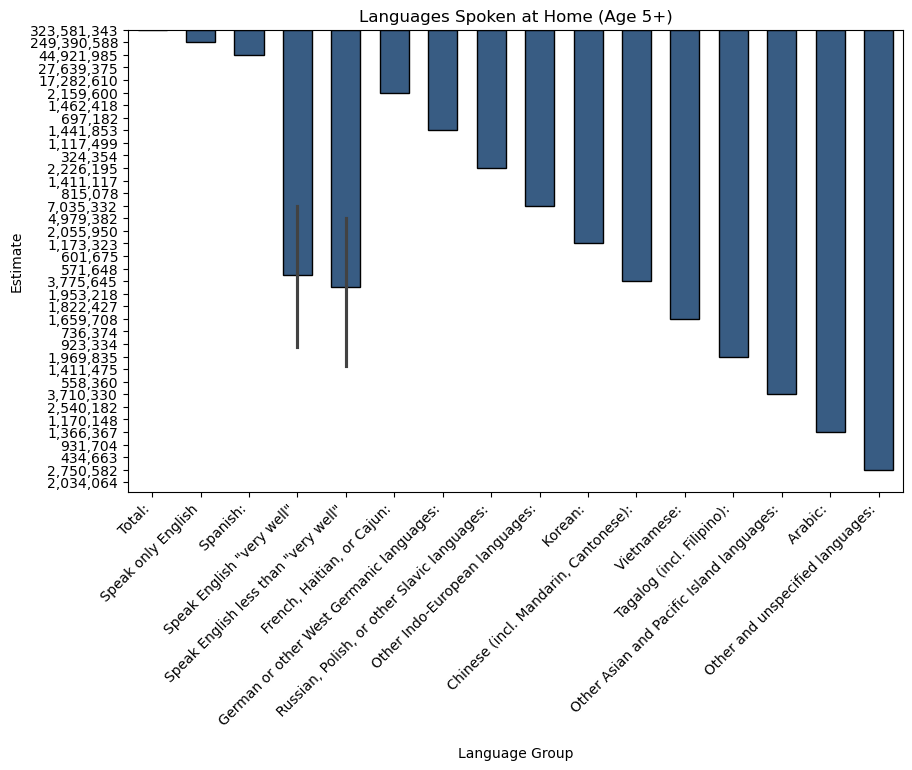 Languages Spoken at Home (Age 5+)
323,581,343
249,390,588
44,921,985
27,639,375
17,282,610
2,159,600
1,462,418
697,182
1,441,853
1,117,499
324,354
2,226,195
1,411,117
815,078
7,035,332
4,979,382
2,055,950
1,173,323
601,675
571,648
3,775,645
1,953,218
1,822,427
1,659,708
736,374
923,334
1,969,835
1,411,475
558,360
3,710,330
2,540,182
1,170,148
1,366,367
931,704
434,663
2,750,582
2,034,064
Estimate
Total:
Speak only English
Spanish:
Speak English "very well"
Speak English less than "very well"
French, Haitian, or Cajun:
German or other West Germanic languages:
Russian, Polish, or other Slavic languages:
Other Indo-European languages:
Korean:
Chinese (incl. Mandarin, Cantonese):
Vietnamese:
Tagalog (incl. Filipino):
Other Asian and Pacific Island languages:
Arabic:
Other and unspecified languages:
Language Group